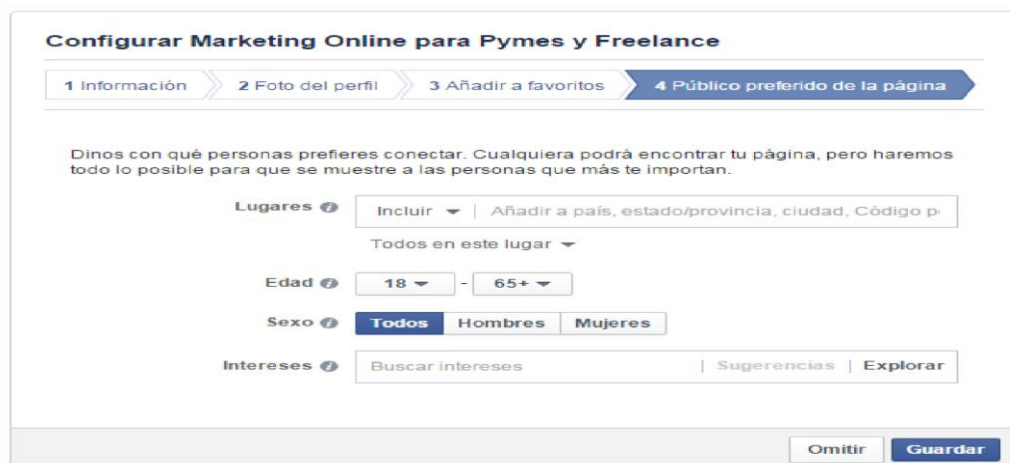 Configurar Marketing Online para Pymes y Freelance
1 Información 2 Foto del perfil 3 Añadir a favoritos 4 Público preferido de la página
Dinos con qué personas prefieres conectar. Cualquiera podrá encontrar tu página, pero haremos
todo lo posible para que se muestre a las personas que más te importan.
Lugares Incluir | Añadir a país, estado/provincia, ciudad, Código
Todos en este lugar
Edad 18 - 65+
Sexo Todos Hombres Mujeres
Intereses Buscar intereses | Sugerencias | Explorar
Omitir Guardar